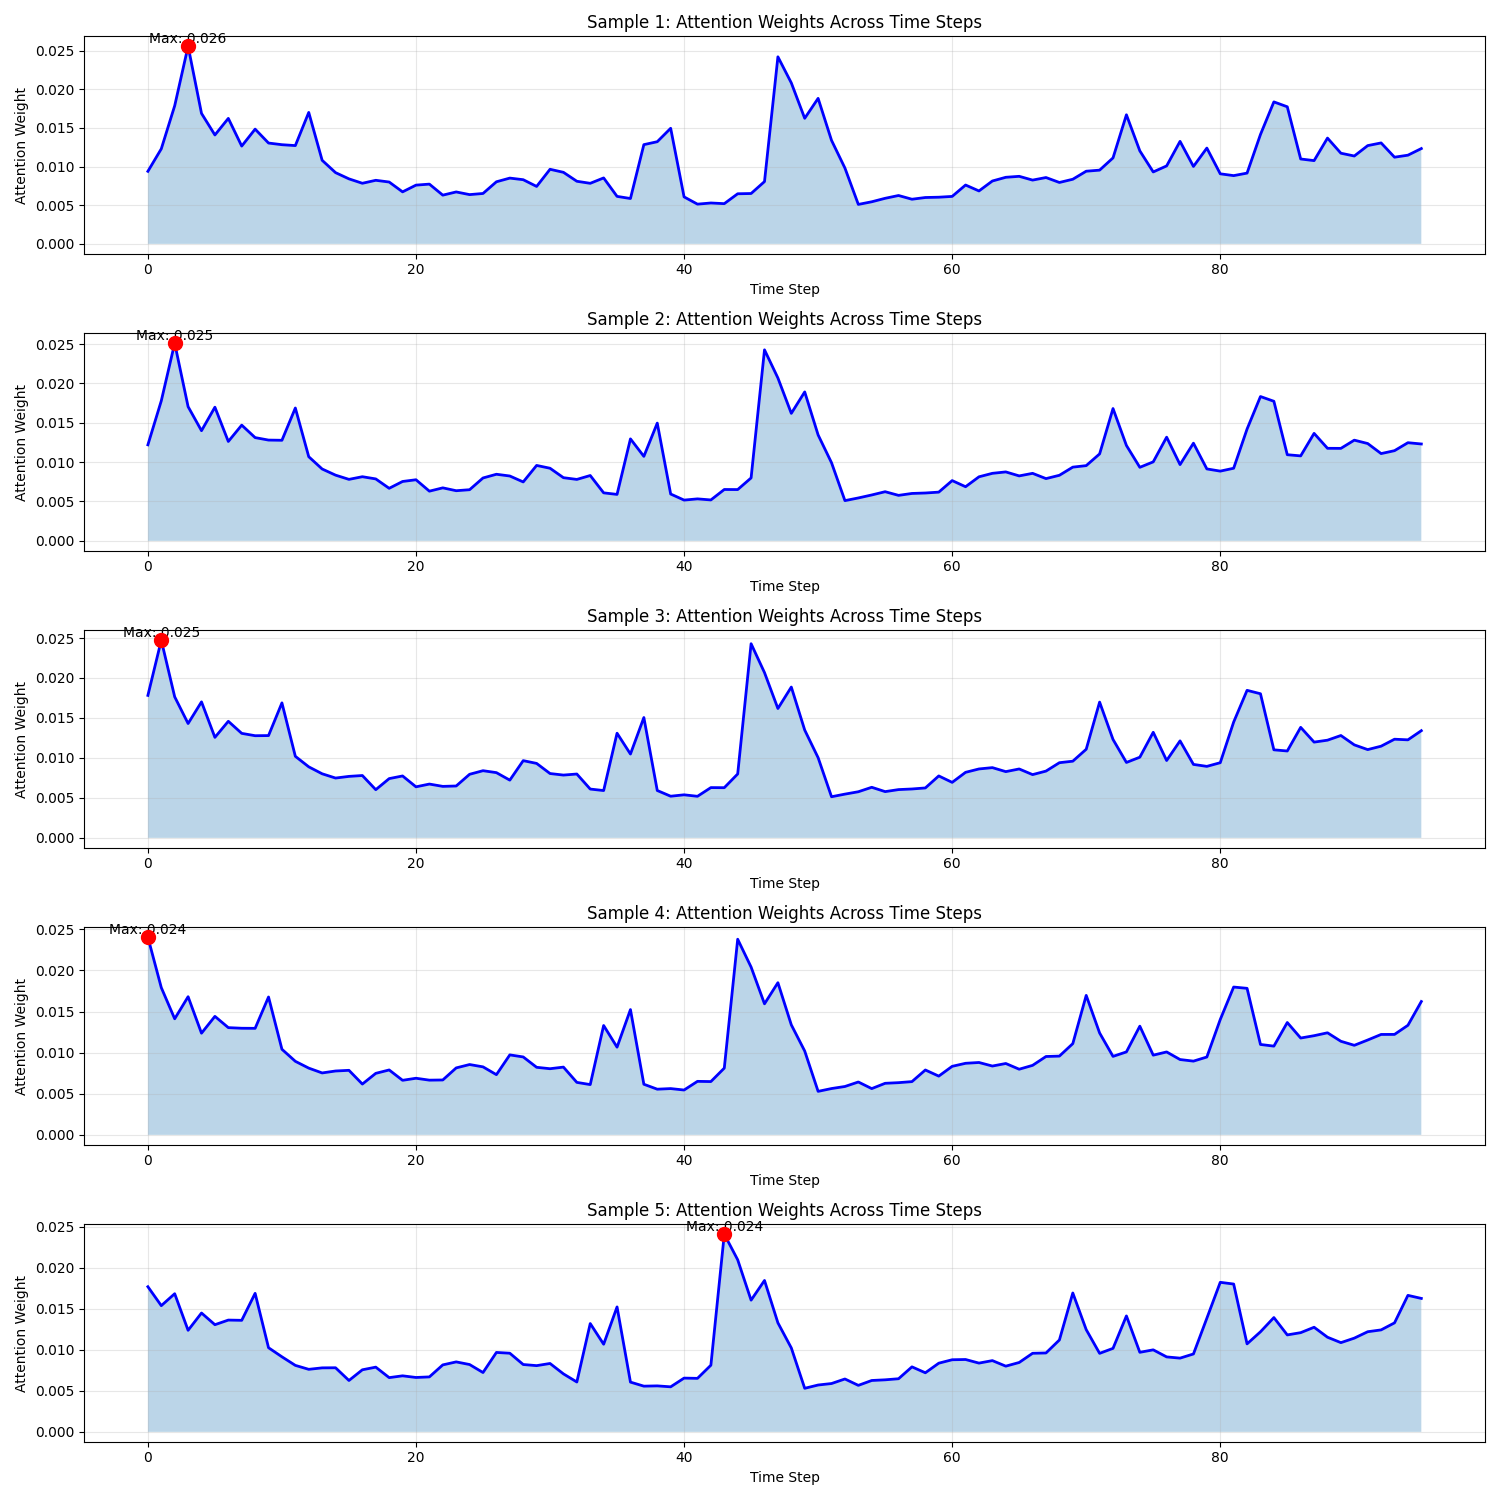 Sample 1: Attention Weights Across Time Steps
Max: 0.026
0.025
0.020
0.015
0.010
0.005
0.000
Attention Weight
0 20 40 60 80
Time Step
Sample 2: Attention Weights Across Time Steps
Max: 0.025
0.025
0.020
0.015
0.010
0.005
0.000
Attention Weight
0 20 40 60 80
Time Step
Sample 3: Attention Weights Across Time Steps
Max: 0.025
0.025
0.020
0.015
0.010
0.005
0.000
Attention Weight
0 20 40 60 80
Time Step
Sample 4: Attention Weights Across Time Steps
Max: 0.024
0.025
0.020
0.015
0.010
0.005
0.000
Attention Weight
0 20 40 60 80
Time Step
Sample 5: Attention Weights Across Time Steps
Max: 0.024
0.025
0.020
0.015
0.010
0.005
0.000
Attention Weight
0 20 40 60 80
Time Step